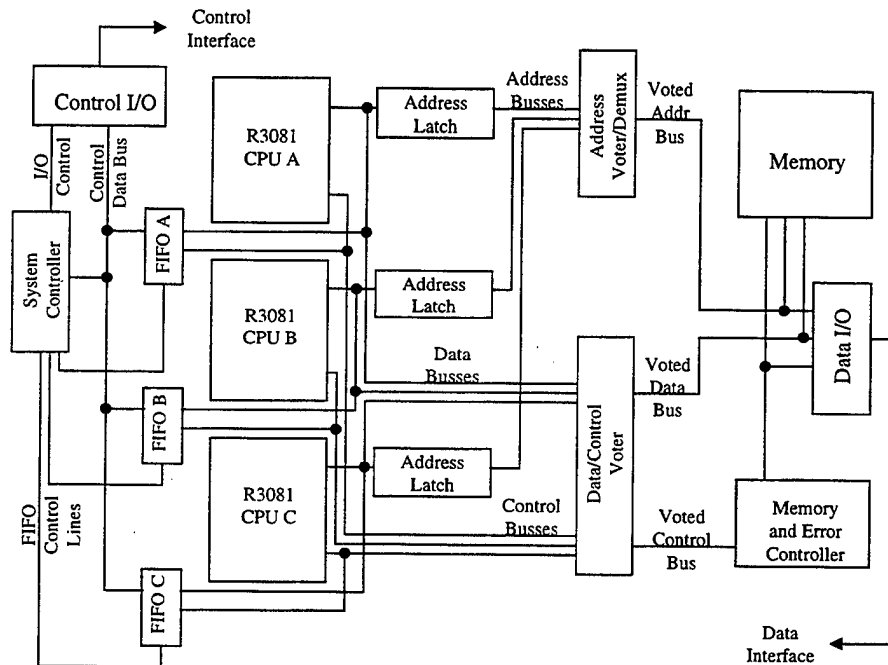 Control
Interface
Control I/O
I/O
Control
Control
Data Bus
System
Controller
FIFO A
FIFO B
FIFO C
FIFO
Control
Lines
R3081
CPU A
R3081
CPU B
R3081
CPU C
Address
Latch
Address
Latch
Address
Latch
Address
Busses
Address
Voter/Demux
Voted
Addr
Bus
Memory
Data
Busses
Data/Control
Voter
Voted
Data
Bus
Data I/O
Control
Busses
Voted
Control
Bus
Memory
and Error
Controller
Data
Interface